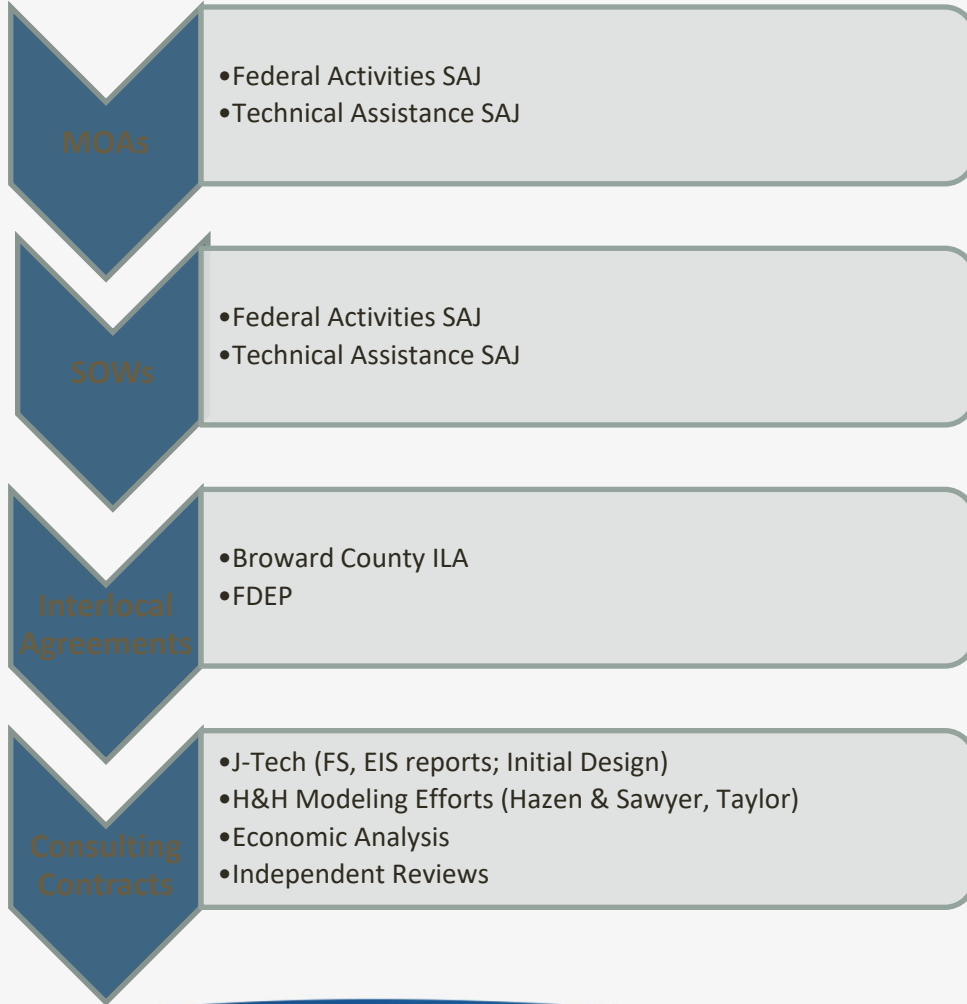 MOAs
•Federal Activities SAJ
•Technical Assistance SAJ
SOWs
•Federal Activities SAJ
•Technical Assistance SAJ
Interlocal
Agreements
•Broward County ILA
•FDEP
Consulting
Contracts
•J-Tech (FS, EIS reports; Initial Design)
•H&H Modeling Efforts (Hazen & Sawyer, Taylor)
•Economic Analysis
•Independent Reviews